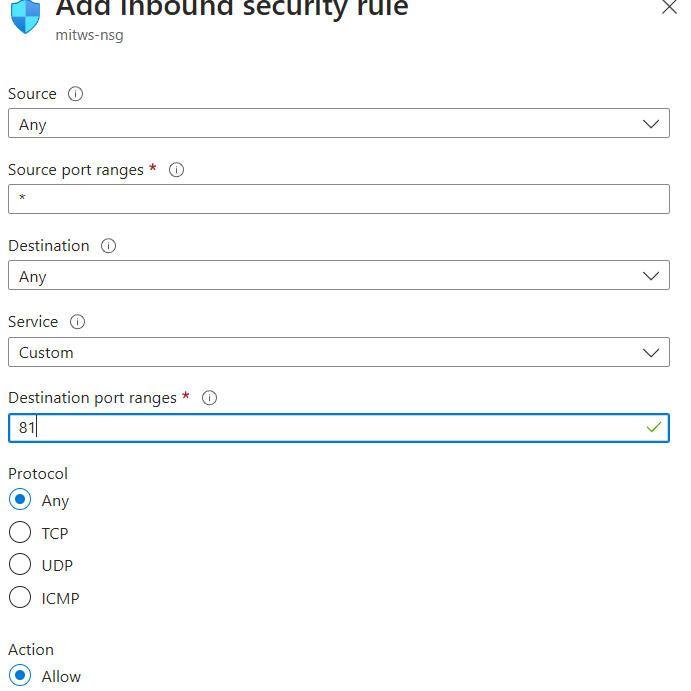 Add inbound security rule
mitws-nsg
Source
Any
Source port ranges *
*
Destination
Any
Service
Custom
Destination port ranges *
81
Protocol
Any
TCP
UDP
ICMP
Action
Allow